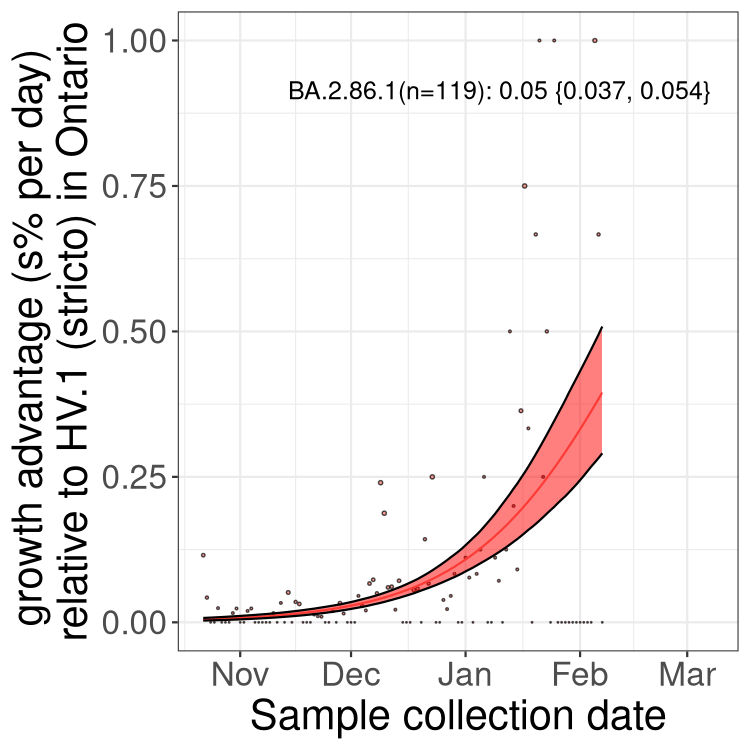 growth advantage (s% per day)
relative to HV.1 (stricto) in Ontario
1.00
0.75
0.50
0.25
0.00
BA.2.86.1(n=119): 0.05 {0.037, 0.054}
Nov Dec Jan Feb Mar
Sample collection date